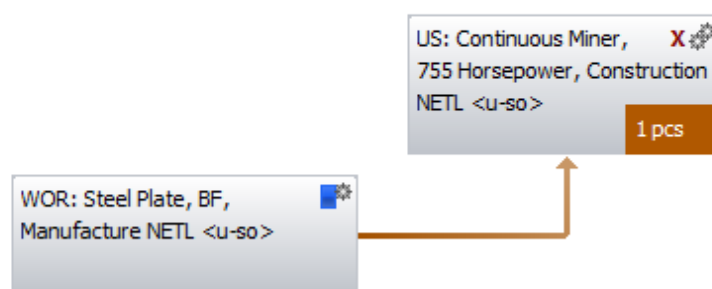 US: Continuous Miner, X
755 Horsepower, Construction
NETL <u-so>
1 pcs
WOR: Steel Plate, BF,
Manufacture NETL <u-so>